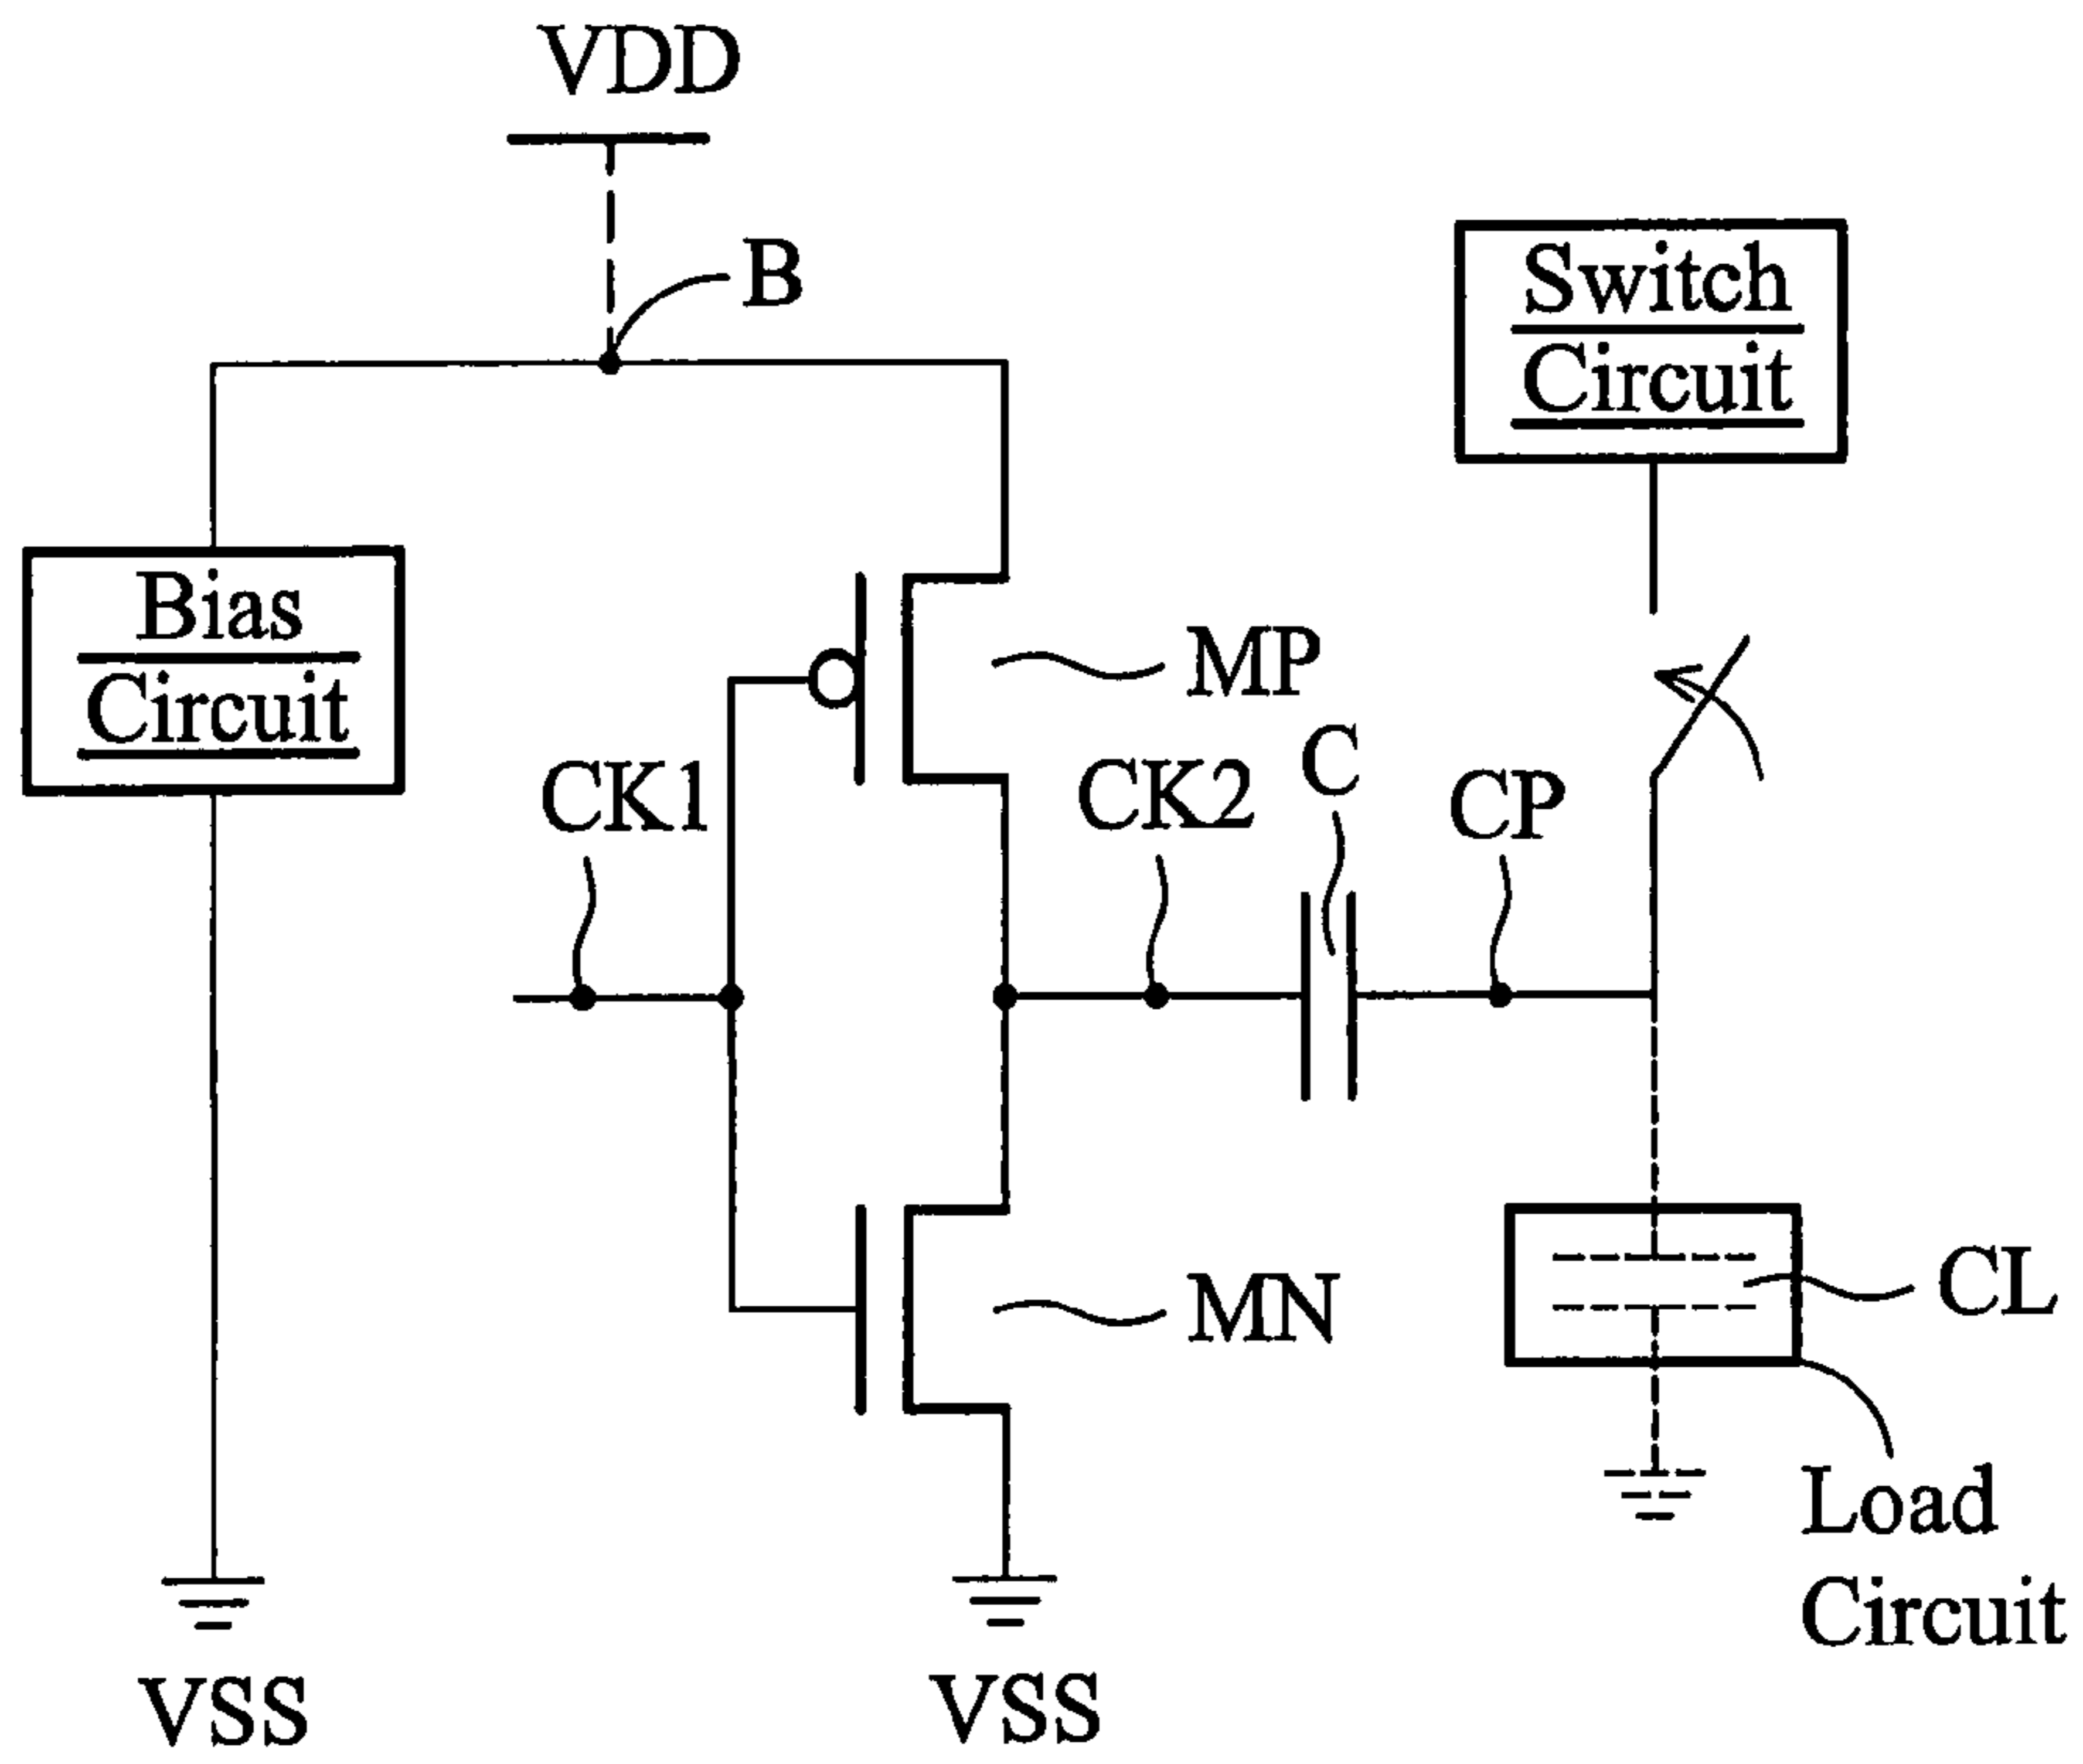 VDD
B
Switch
Circuit
Bias
Circuit
MP
CK1
CK2
C
CP
MN
CL
Load
Circuit
VSS
VSS